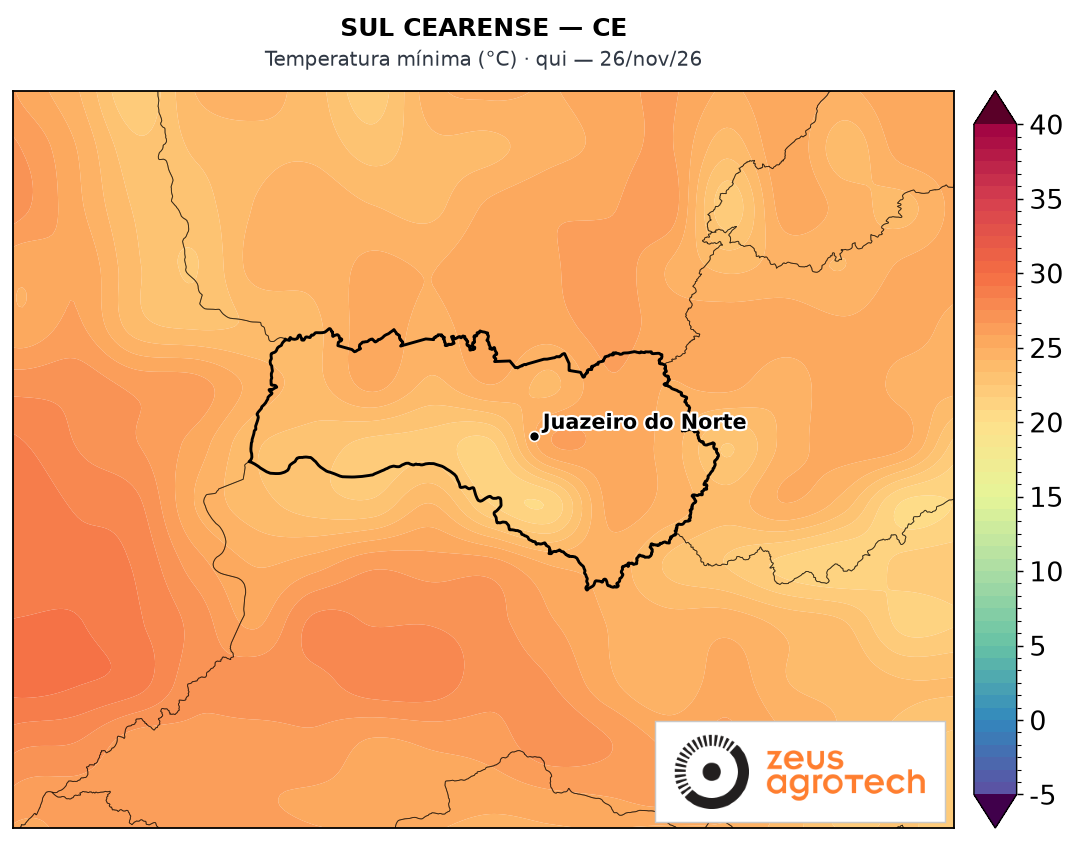 SUL CEARENSE — CE
Temperatura mínima (°C) · qui — 26/nov/26
Juazeiro do Norte
40
35
30
25
20
15
10
5
0
-5
zeus
agrotech